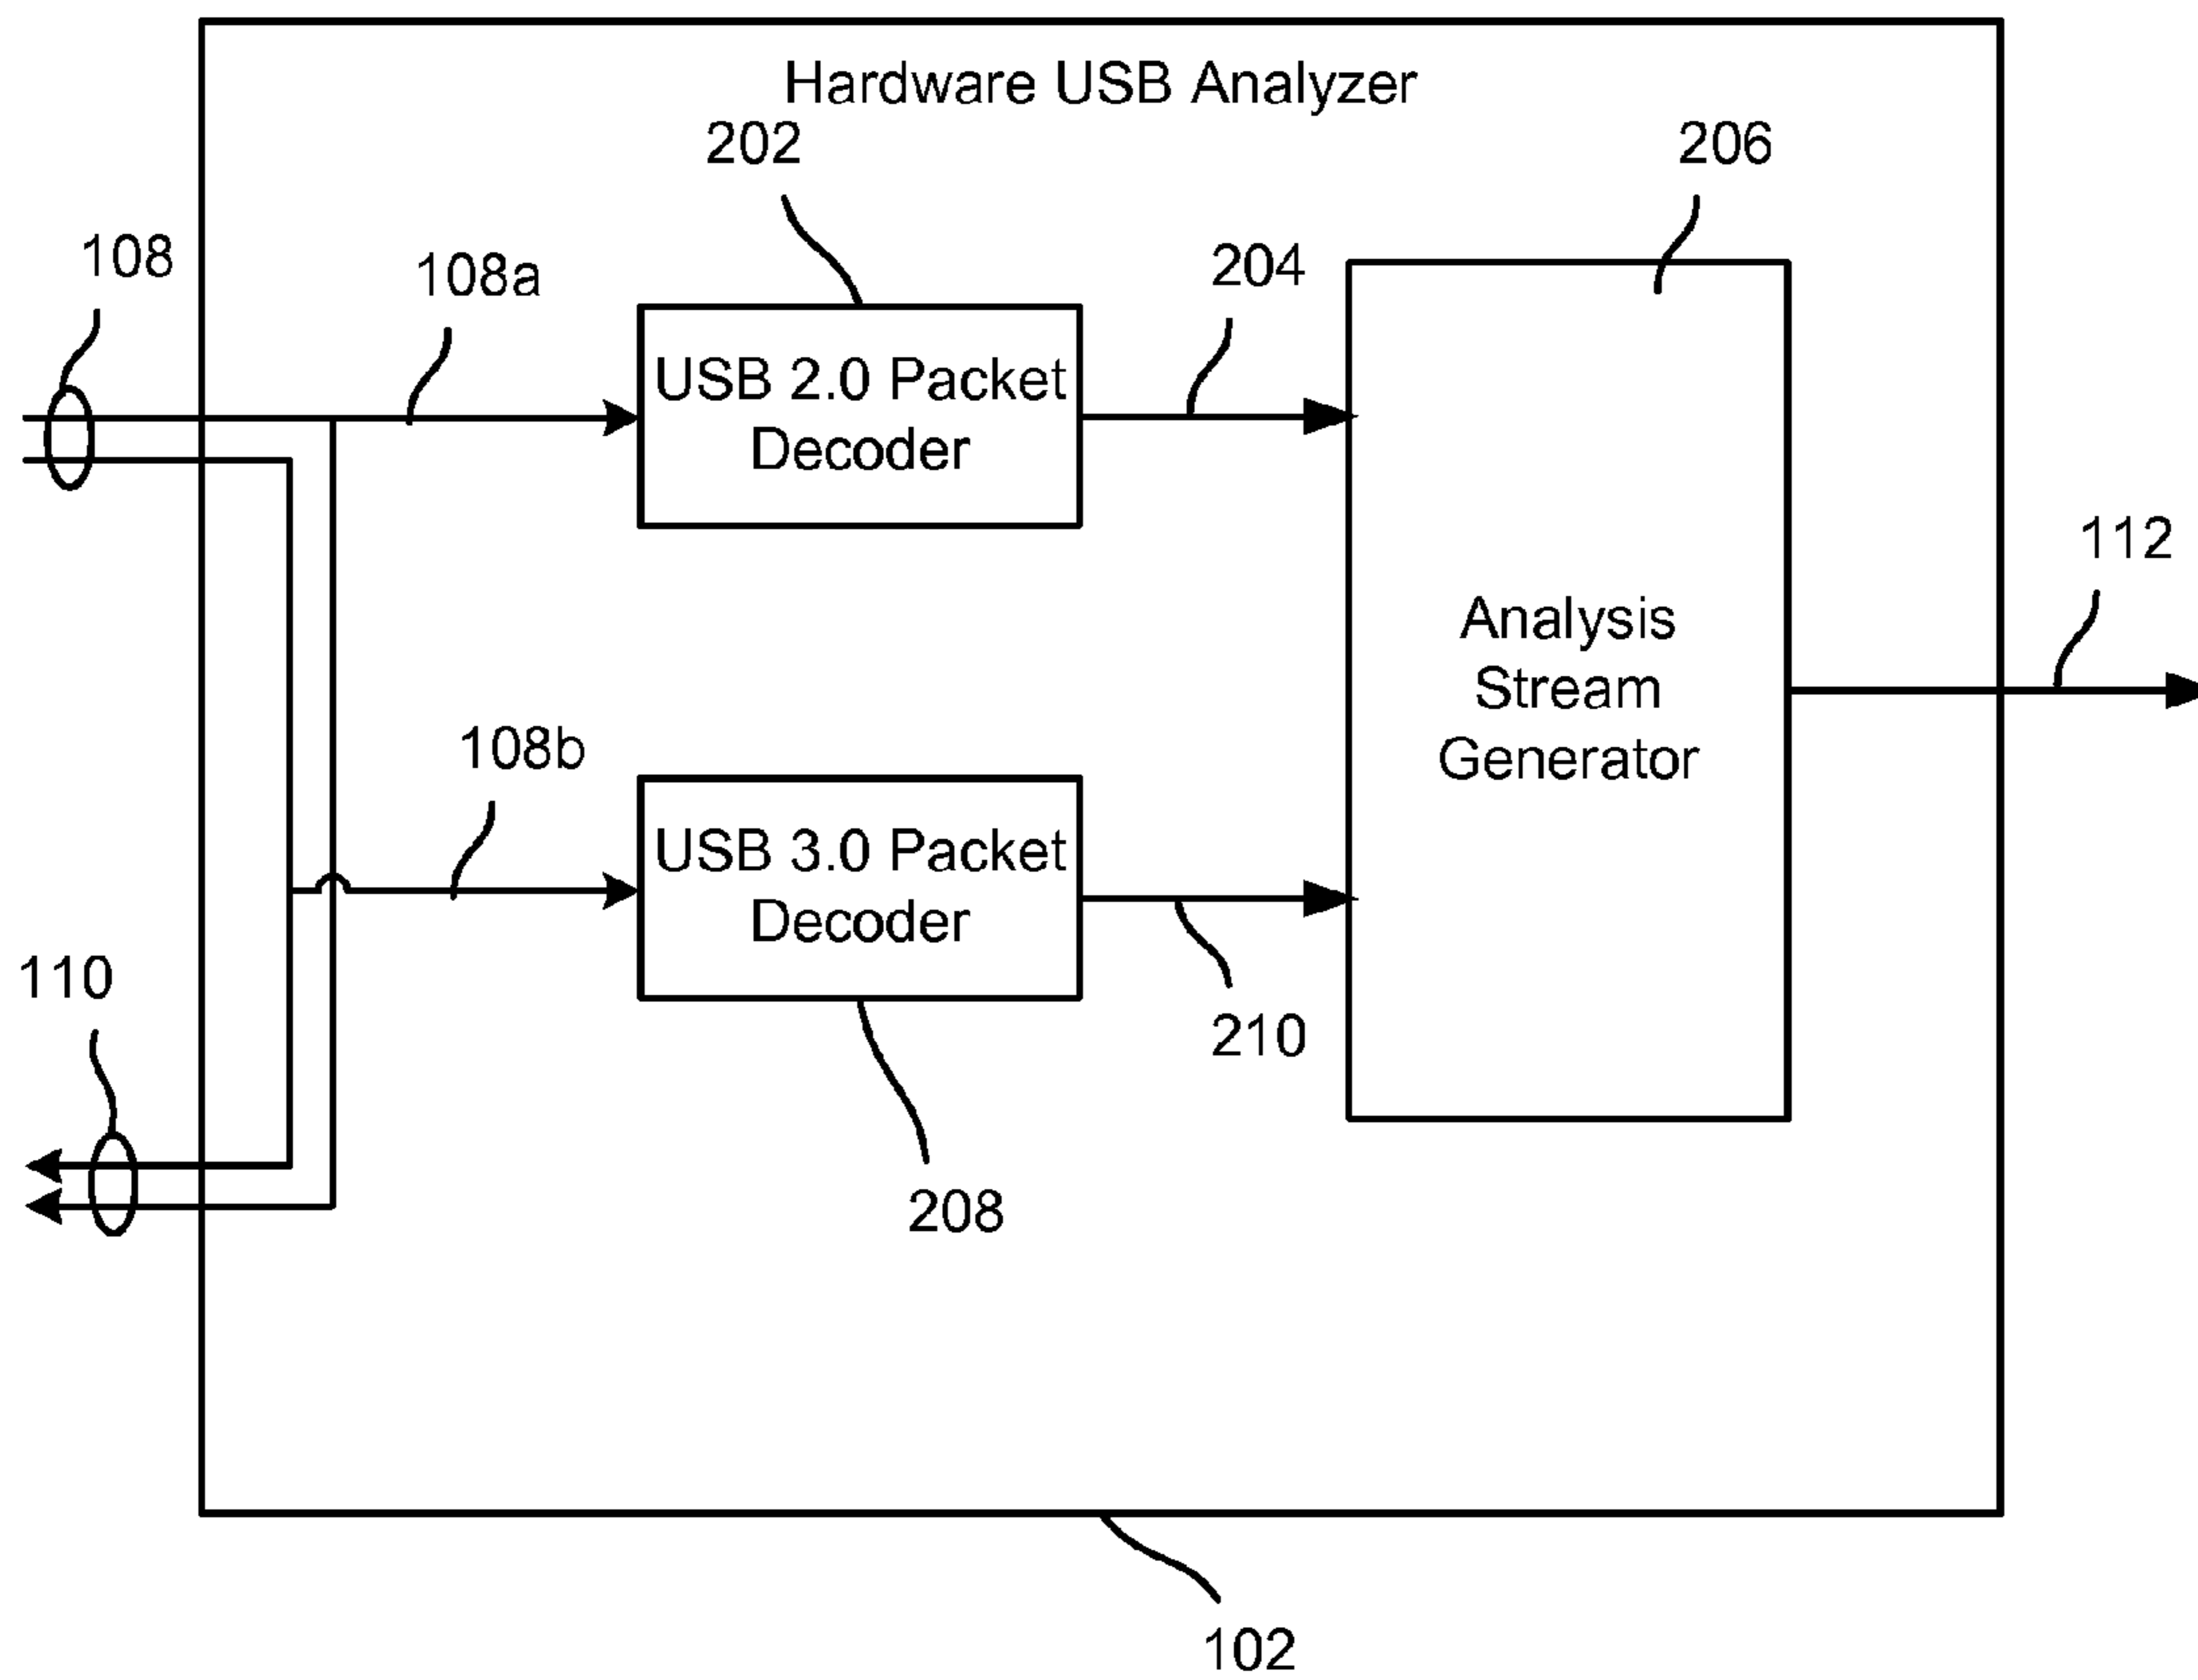 Hardware USB Analyzer
202
206
108
108a
204
USB 2.0 Packet
Decoder
112
Analysis
Stream
Generator
108b
USB 3.0 Packet
Decoder
110
210
208
102